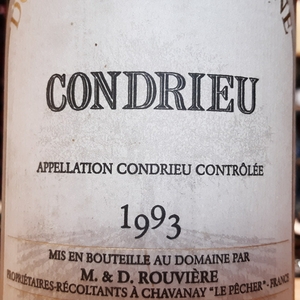 CONDRIEU
APPELLATION CONDRIEU CONTRÔLÉE
1993
MIS EN BOUTEILLE AU DOMAINE PAR
M. & D. ROUVIÈRE
PROPRIÉTAIRES-RÉCOLTANTS À CHAVANAY "LE PÊCHER" - FRANCE